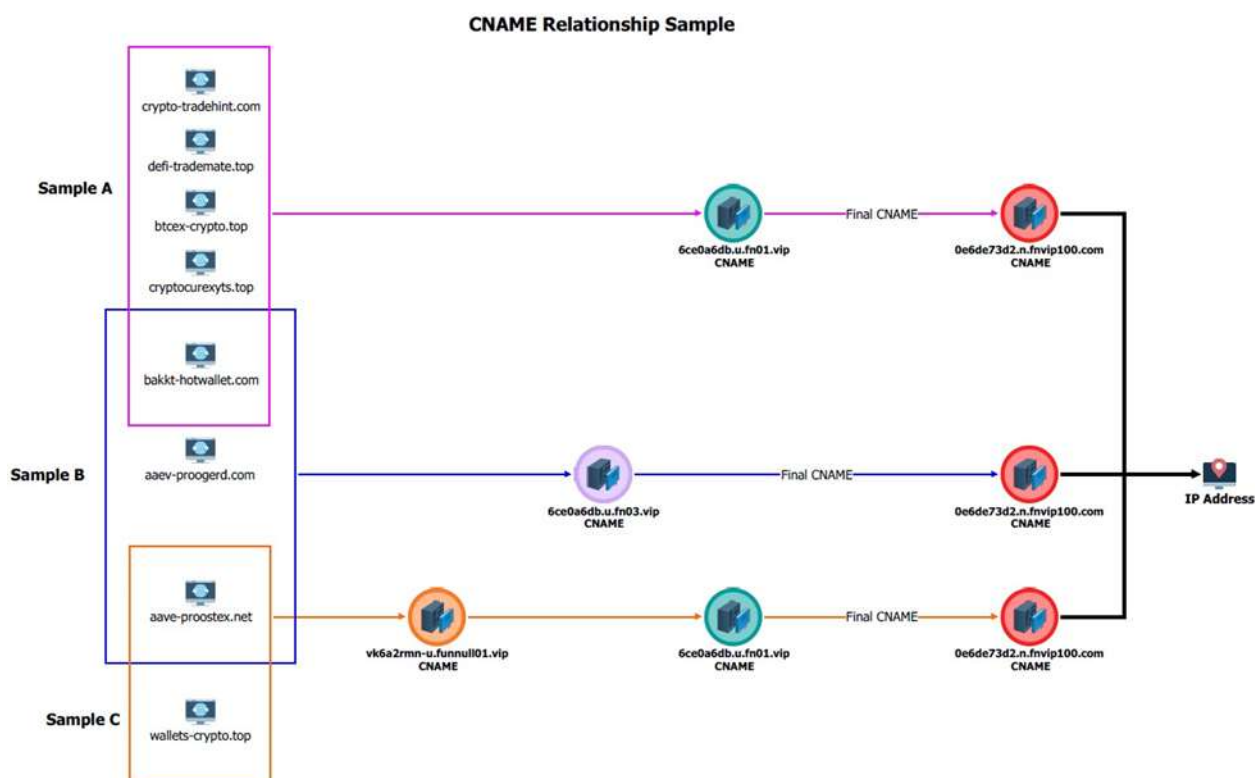 CNAME Relationship Sample
Sample A
crypto-tradehint.com
defi-trademate.top
btcex-crypto.top
cryptocurexyts.top
6ce0a6db.u.fn01.vip
CNAME
Final CNAME
0e6de73d2.n.fnvip100.com
CNAME
bakkt-hotwallet.com
Sample B
aaev-proogerd.com
6ce0a6db.u.fn03.vip
CNAME
Final CNAME
0e6de73d2.n.fnvip100.com
CNAME
IP Address
aave-proostex.net
vk6a2rmn-u.funnull01.vip
CNAME
6ce0a6db.u.fn01.vip
CNAME
Final CNAME
0e6de73d2.n.fnvip100.com
CNAME
Sample C
wallets-crypto.top